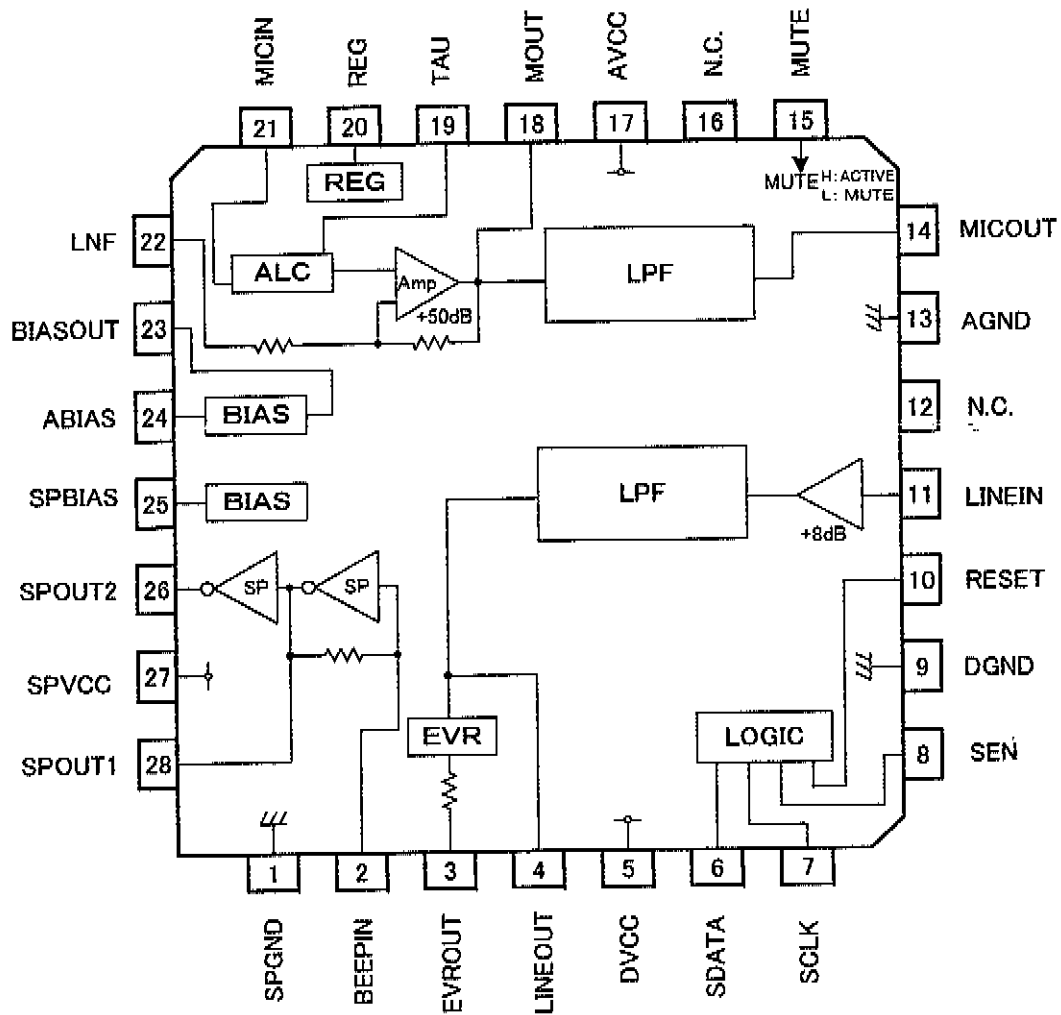 MICIN
REG
TAU
MOUT
AVCC
N.C.
MUTE
21
20
19
18
17
16
15
REG
MUTE H:ACTIVE
L: MUTE
LNF
22
ALC
Amp
+50dB
LPF
14
MICOUT
BIASOUT
23
13
AGND
ABIAS
24
BIAS
12
N.C.
SPBIAS
25
BIAS
LPF
+8dB
11
LINEIN
SPOUT2
26
SP
SP
10
RESET
SPVCC
27
9
DGND
EVR
LOGIC
SPOUT1
28
8
SEN
1
2
3
4
5
6
7
SPGND
BEEPIN
EVROUT
LINEOUT
DVCC
SDATA
SCLK